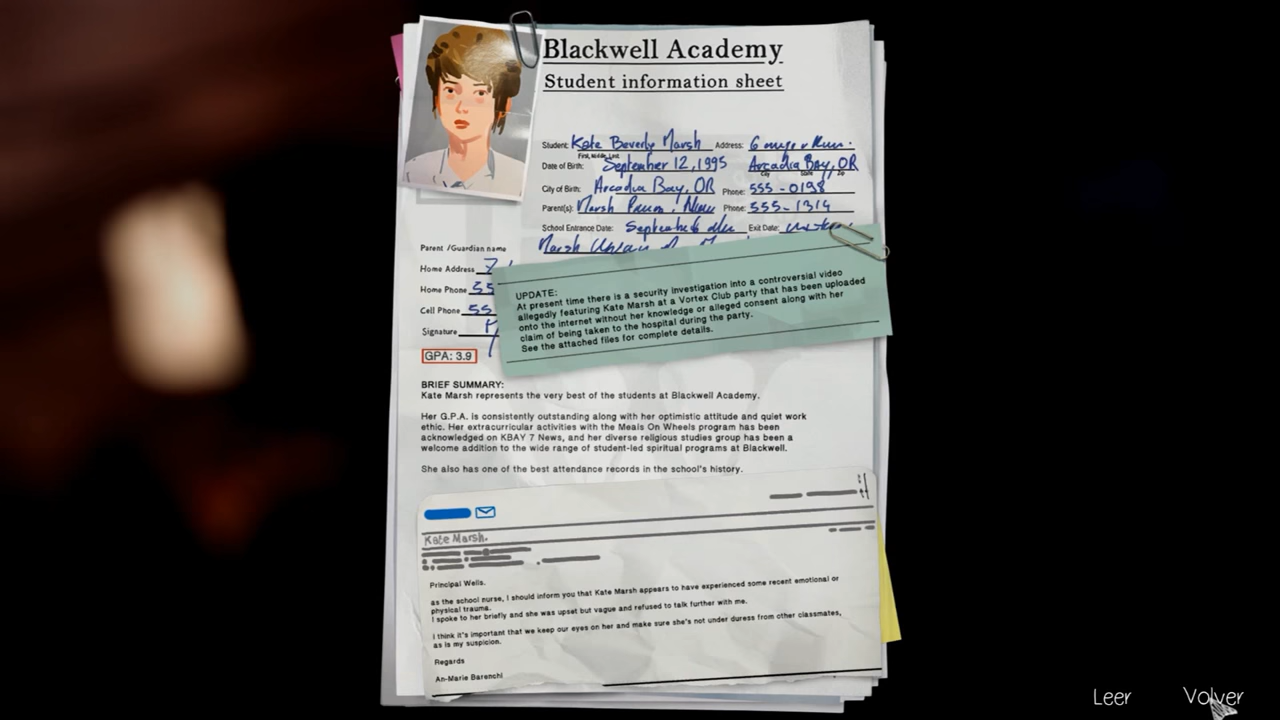 Blackwell Academy
Student information sheet
Student: Kate Beverly Marsh Address: 6
First, Middle, Last
Date of Birth: September 12, 1995 Arcadia Bay, OR
City State Zip
City of Birth: Arcadia Bay, OR Phone: 555-0198
Parent(s): Marsh Phone: 555-1314
School Entrance Date: Exit Date:
Marsh
Parent /Guardian name
Home Address 7
Home Phone 55
Cell Phone 55
Signature
GPA: 3.9
UPDATE:
At present time there is a security investigation into a controversial video
allegedly featuring Kate Marsh at a Vortex Club party that has been uploaded
onto the internet without her knowledge or alleged consent along with her
claim of being taken to the hospital during the party.
See the attached files for complete details.
BRIEF SUMMARY:
Kate Marsh represents the very best of the students at Blackwell Academy.
Her G.P.A. is consistently outstanding along with her optimistic attitude and quiet work
ethic. Her extracurricular activities with the Meals On Wheels program has been
acknowledged on KBAY 7 News, and her diverse religious studies group has been a
welcome addition to the wide range of student-led spiritual programs at Blackwell.
She also has one of the best attendance records in the school's history.
Kate Marsh.
Principal Wells.
as the school nurse, I should inform you that Kate Marsh appears to have experienced some recent emotional or
physical trauma.
I spoke to her briefly and she was upset but vague and refused to talk further with me.
I think it's important that we keep our eyes on her and make sure she's not under duress from other classmates,
as is my suspicion.
Regards
An-Marie Barenchi
Leer Volver